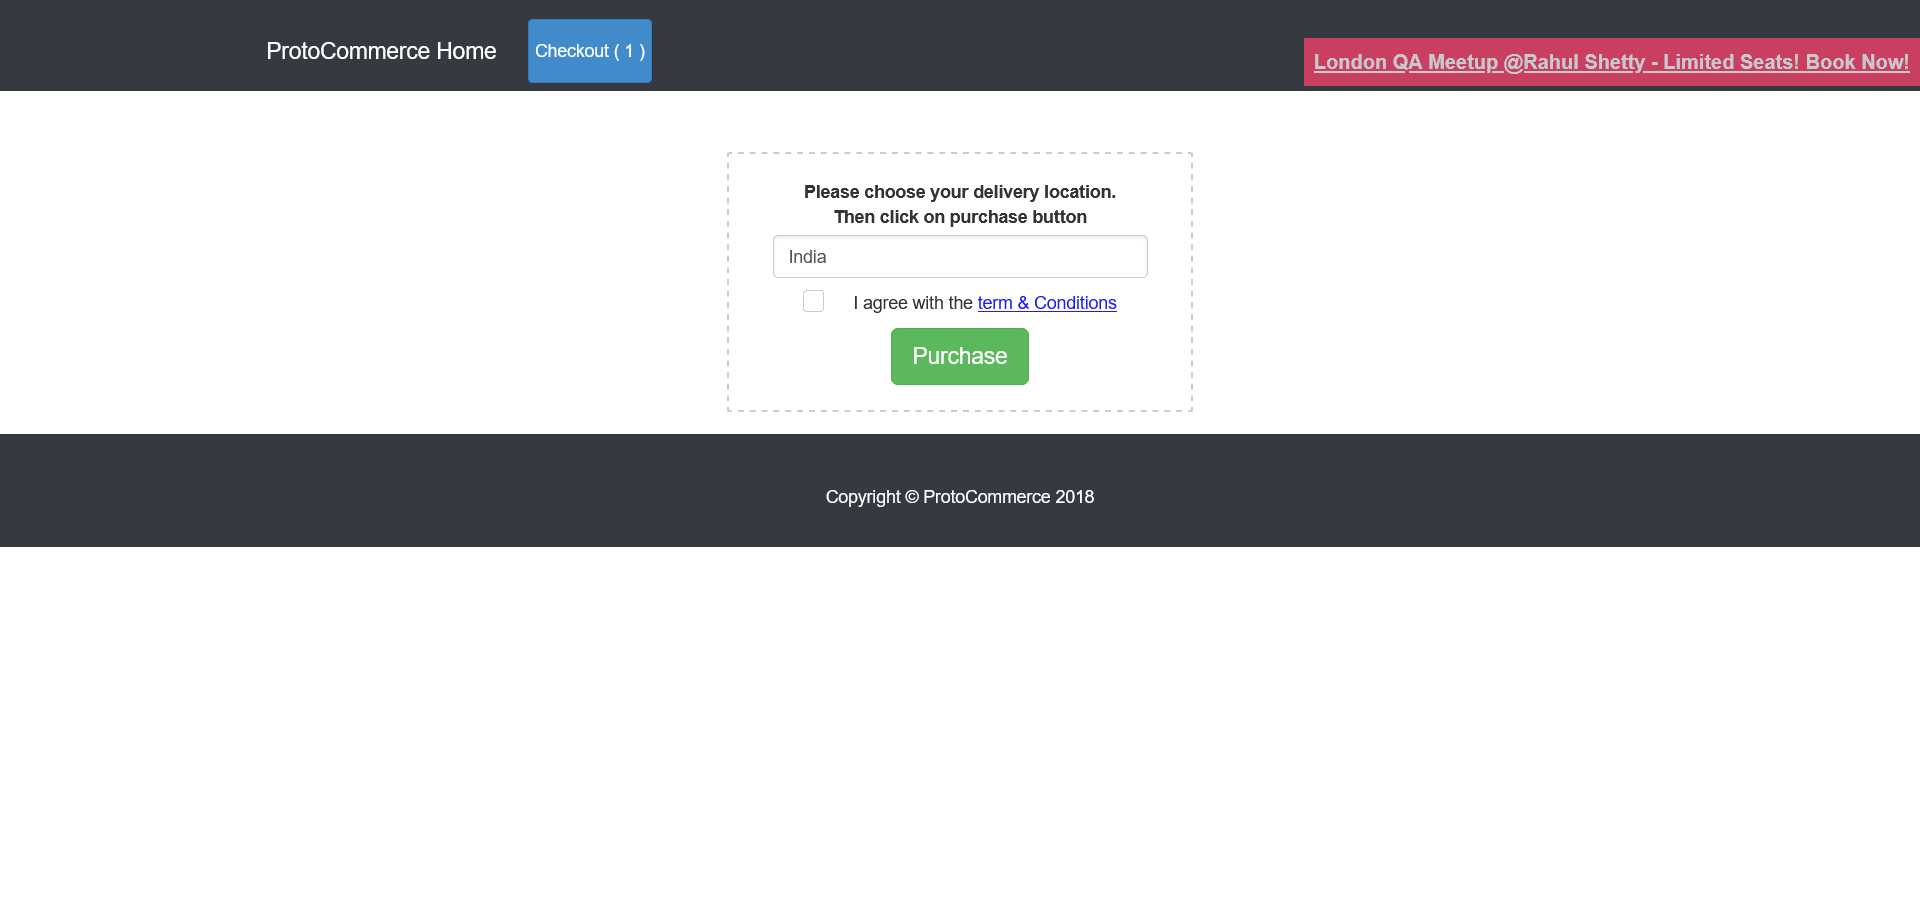 ProtoCommerce Home
Checkout ( 1 )
London QA Meetup @Rahul Shetty - Limited Seats! Book Now!
Please choose your delivery location.
Then click on purchase button
India
I agree with the term & Conditions
Purchase
Copyright © ProtoCommerce 2018